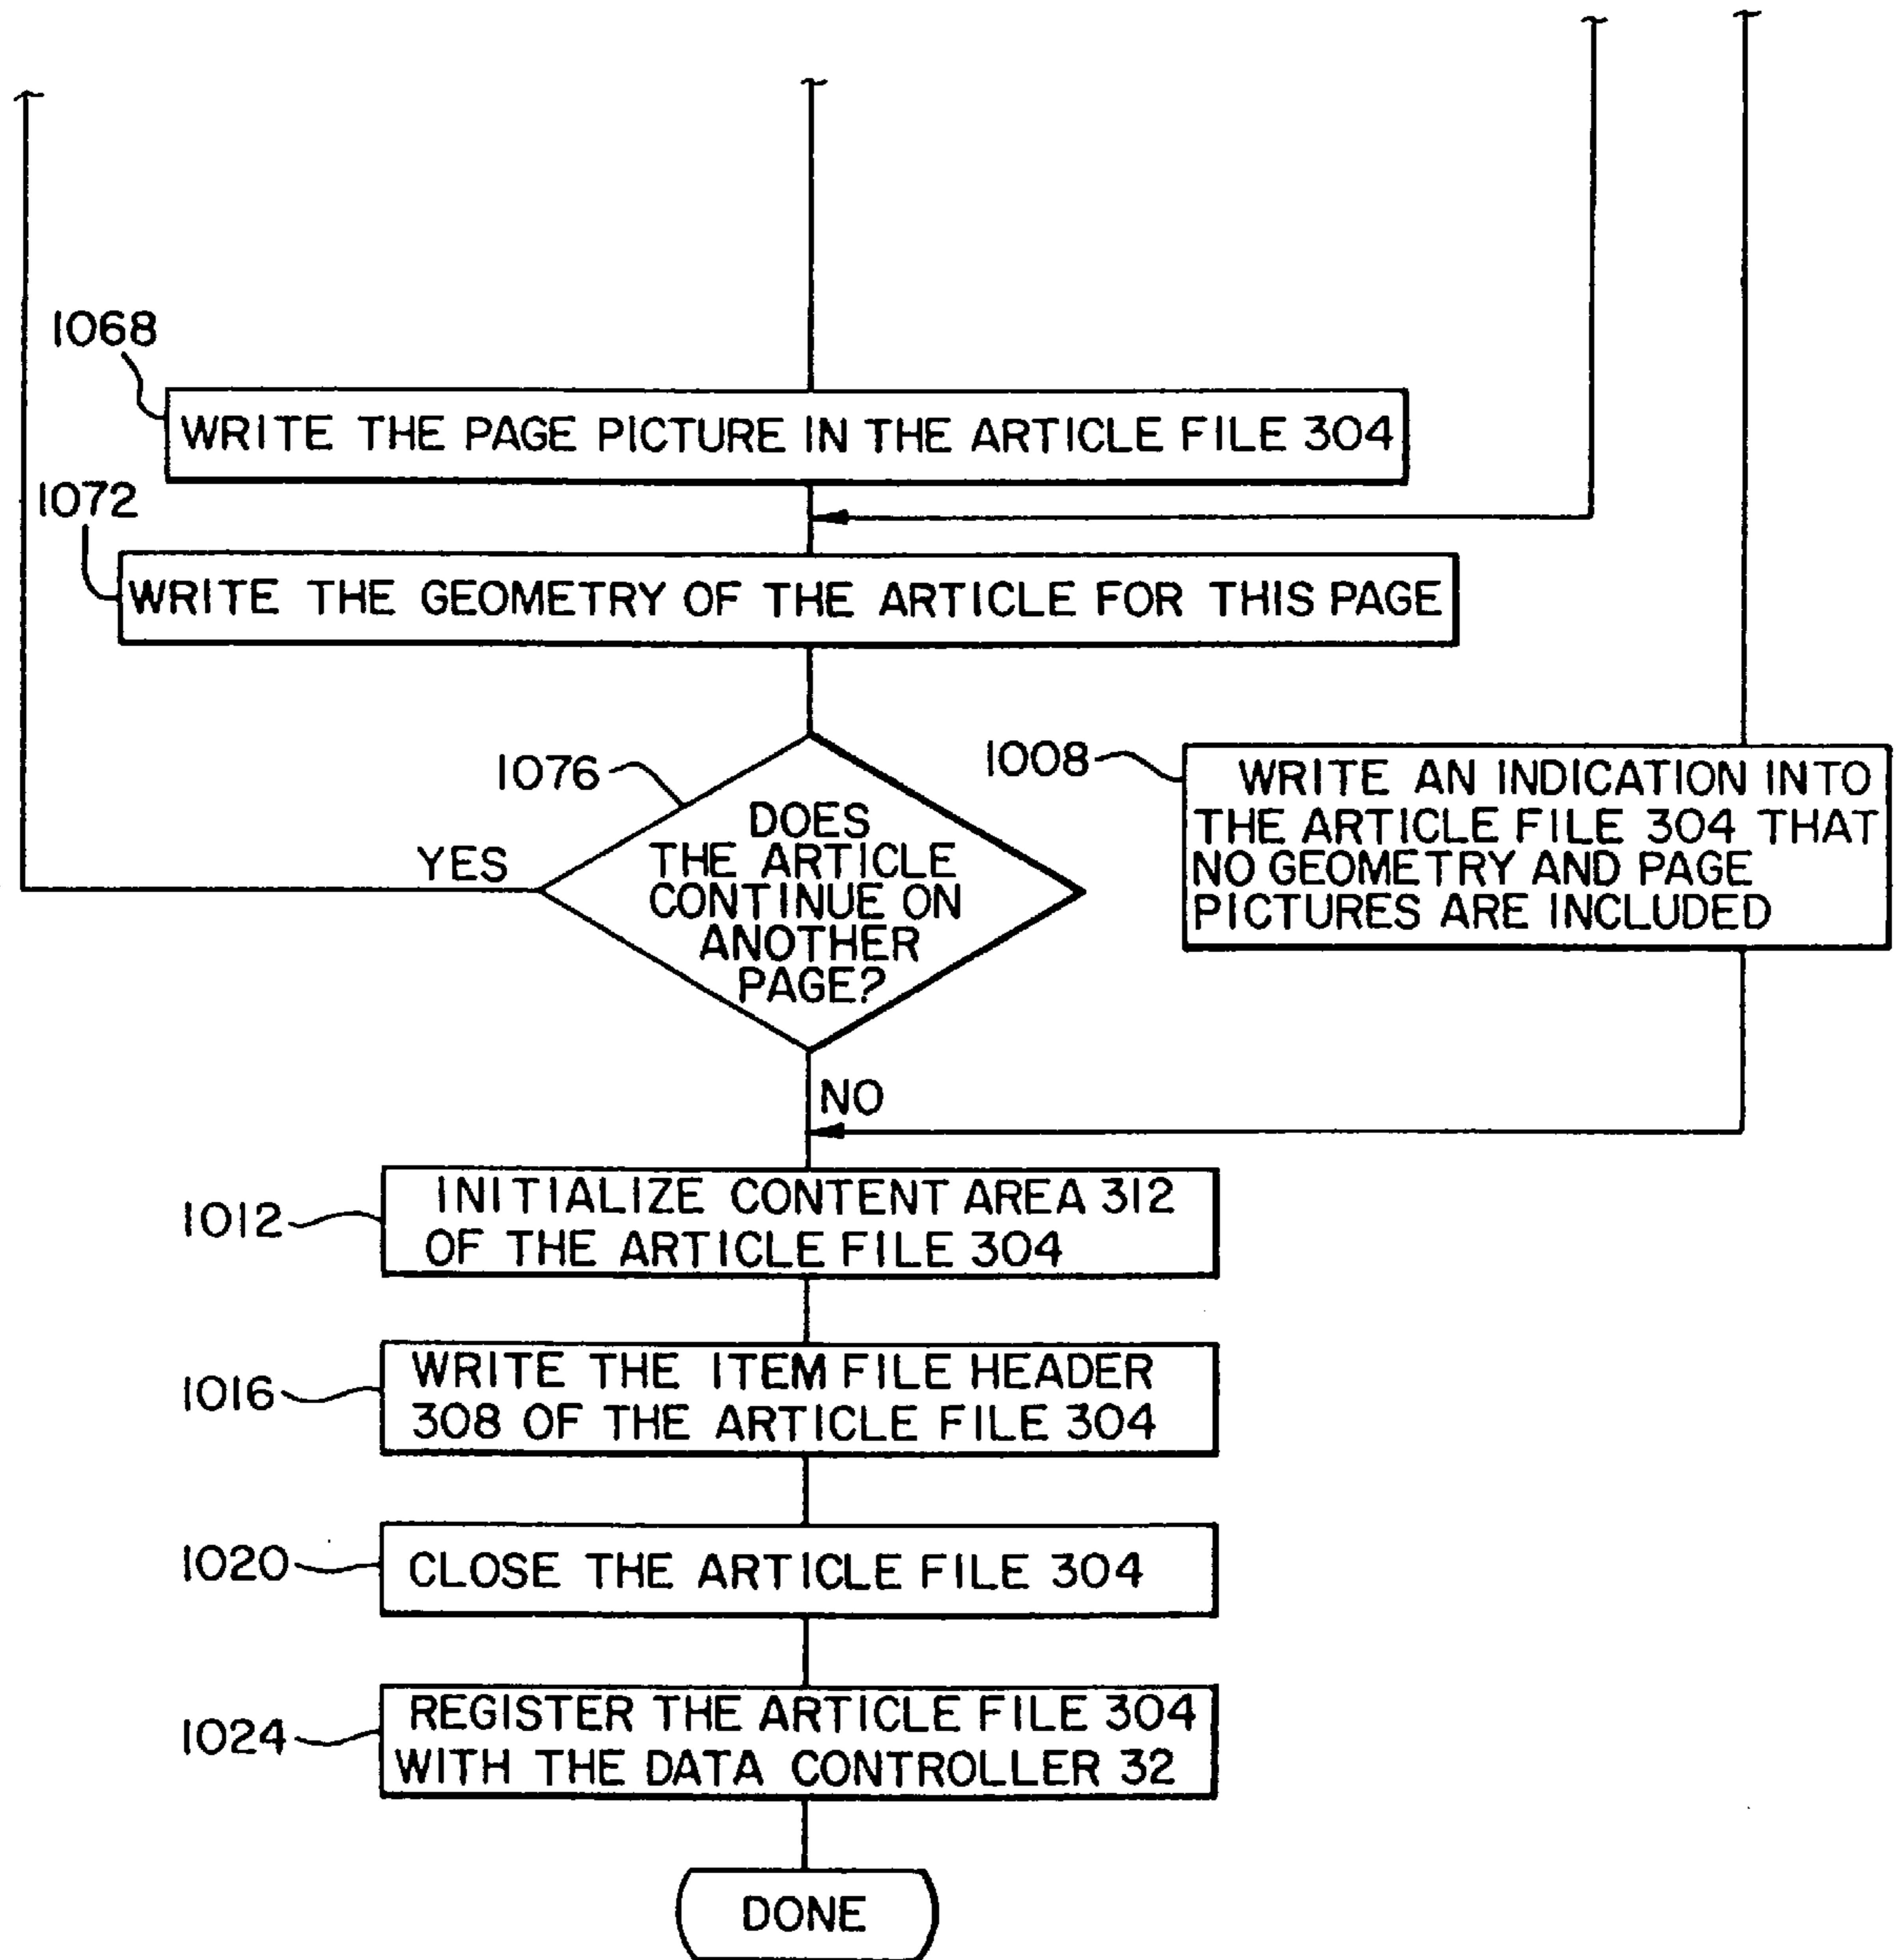 1068
WRITE THE PAGE PICTURE IN THE ARTICLE FILE 304
1072
WRITE THE GEOMETRY OF THE ARTICLE FOR THIS PAGE
1076
DOES
THE ARTICLE
CONTINUE ON
ANOTHER
PAGE?
YES
1008
WRITE AN INDICATION INTO
THE ARTICLE FILE 304 THAT
NO GEOMETRY AND PAGE
PICTURES ARE INCLUDED
NO
1012
INITIALIZE CONTENT AREA 312
OF THE ARTICLE FILE 304
1016
WRITE THE ITEM FILE HEADER
308 OF THE ARTICLE FILE 304
1020
CLOSE THE ARTICLE FILE 304
1024
REGISTER THE ARTICLE FILE 304
WITH THE DATA CONTROLLER 32
DONE